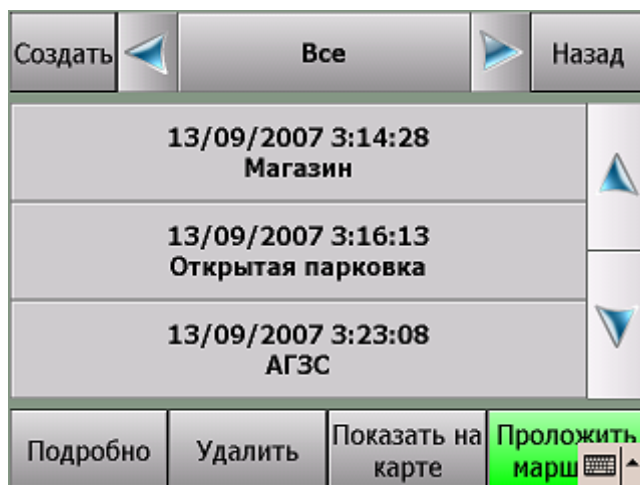 Создать Все Назад
13/09/2007 3:14:28
Магазин
13/09/2007 3:16:13
Открытая парковка
13/09/2007 3:23:08
АГЗС
Подробно Удалить Показать на Проложить
карте